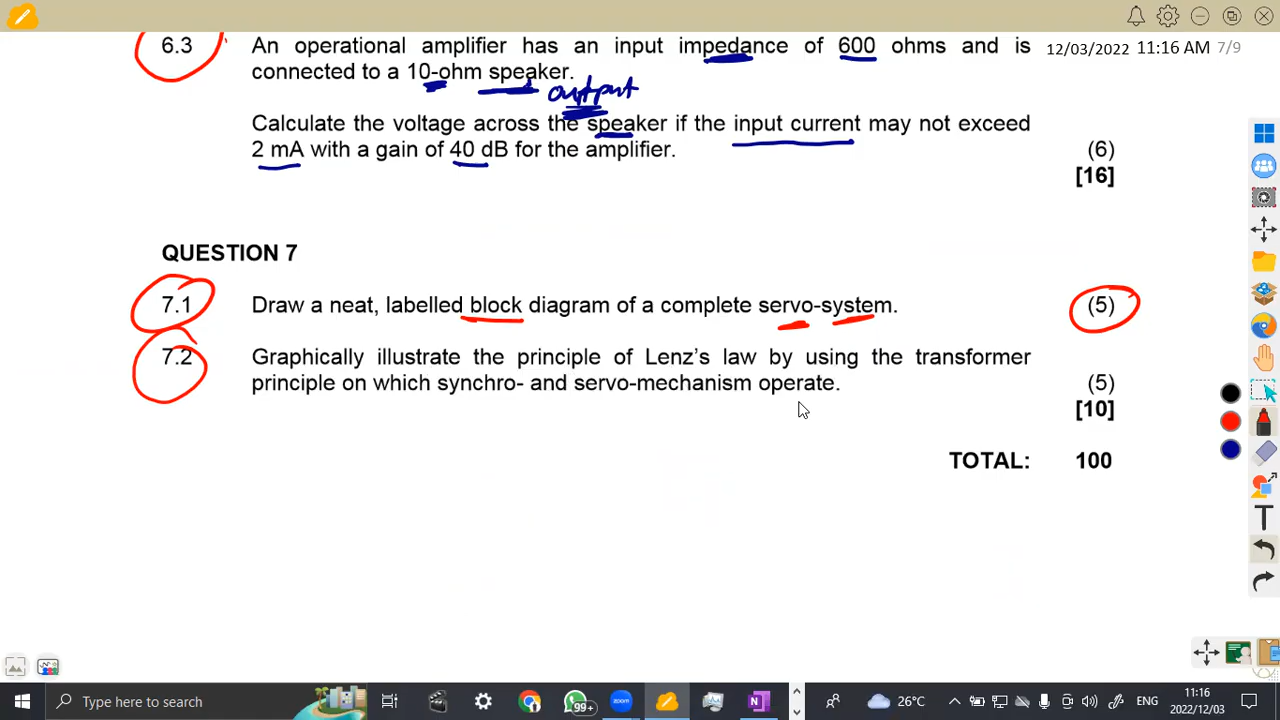 12/03/2022 11:16 AM 7/9
6.3 An operational amplifier has an input impedance of 600 ohms and is
connected to a 10-ohm speaker.
output
Calculate the voltage across the speaker if the input current may not exceed
2 mA with a gain of 40 dB for the amplifier. (6)
[16]
QUESTION 7
7.1 Draw a neat, labelled block diagram of a complete servo-system. (5)
7.2 Graphically illustrate the principle of Lenz's law by using the transformer
principle on which synchro- and servo-mechanism operate. (5)
[10]
TOTAL: 100
T
Type here to search
99+
26°C
ENG
11:16
2022/12/03